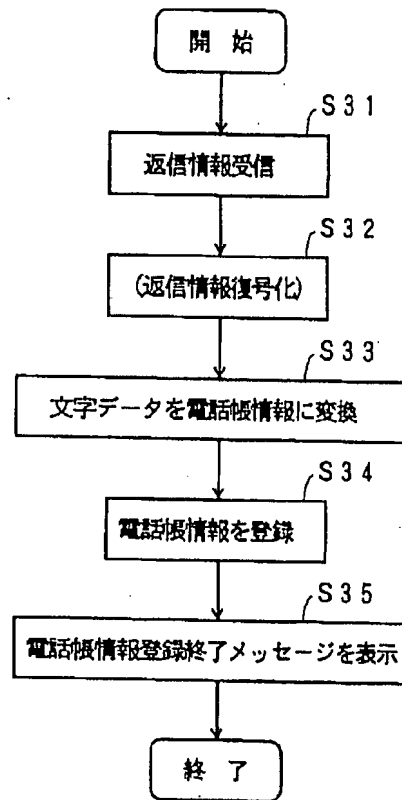 開 始
S31
返信情報受信
S32
(返信情報復号化)
S33
文字データを電話帳情報に変換
S34
電話帳情報を登録
S35
電話帳情報登録終了メッセージを表示
終 了